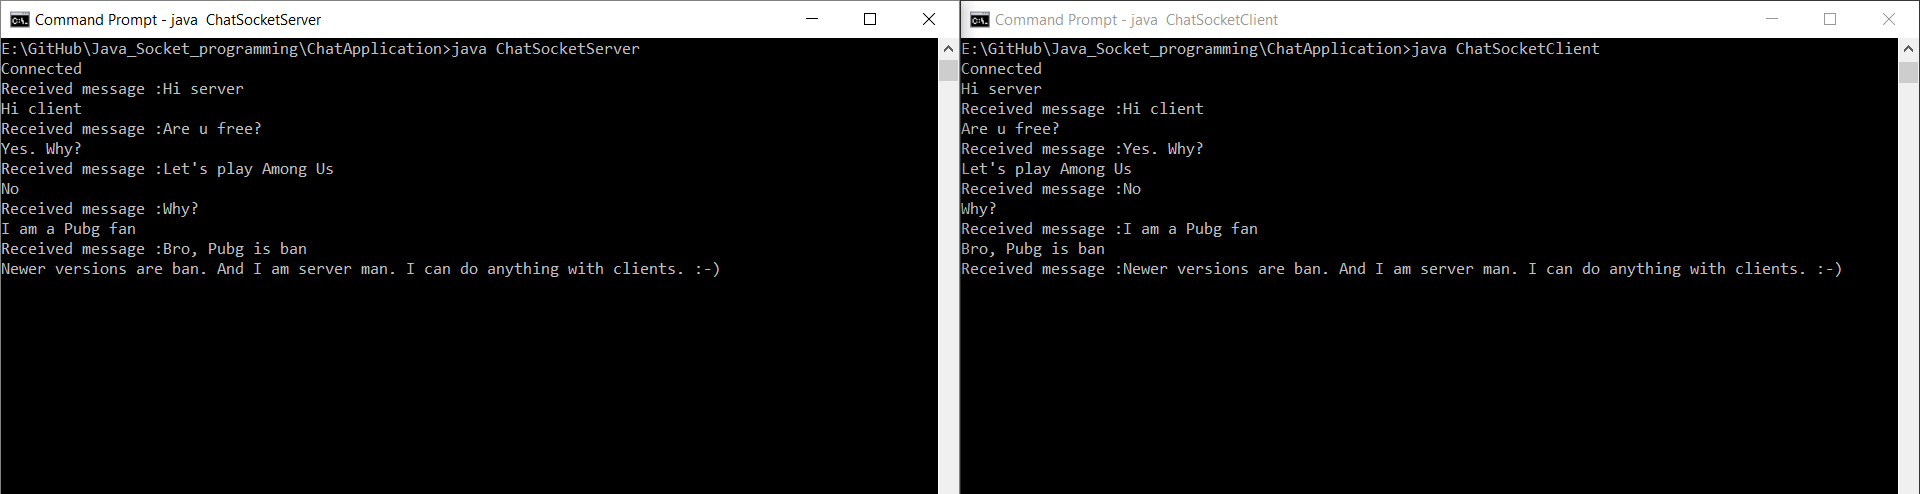 Command Prompt - java  ChatSocketServer
E:\GitHub\Java_Socket_programming\ChatApplication>java ChatSocketServer
Connected
Received message :Hi server
Hi client
Received message :Are u free?
Yes. Why?
Received message :Let's play Among Us
No
Received message :Why?
I am a Pubg fan
Received message :Bro, Pubg is ban
Newer versions are ban. And I am server man. I can do anything with clients. :-)
Command Prompt - java  ChatSocketClient
E:\GitHub\Java_Socket_programming\ChatApplication>java ChatSocketClient
Connected
Hi server
Received message :Hi client
Are u free?
Received message :Yes. Why?
Let's play Among Us
Received message :No
Why?
Received message :I am a Pubg fan
Bro, Pubg is ban
Received message :Newer versions are ban. And I am server man. I can do anything with clients. :-)